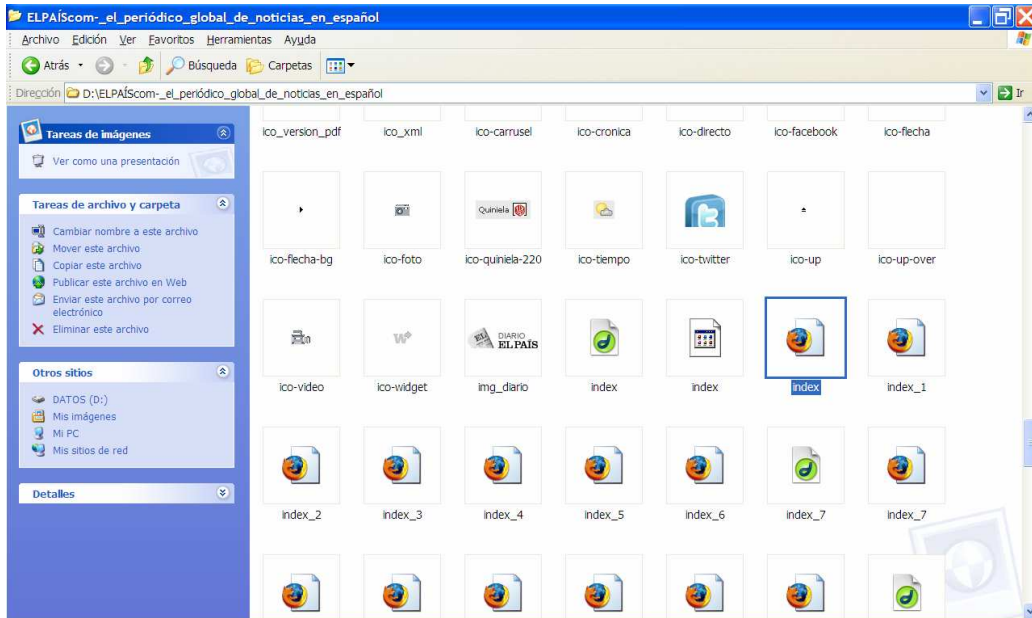 ELPAÍScom-_el_periódico_global_de_noticias_en_español
Archivo Edición Ver Favoritos Herramientas Ayuda
Atrás Búsqueda Carpetas
Dirección D:\ELPAÍScom-_el_periódico_global_de_noticias_en_español Ir
Tareas de imágenes
Ver como una presentación
Tareas de archivo y carpeta
Cambiar nombre a este archivo
Mover este archivo
Copiar este archivo
Publicar este archivo en Web
Enviar este archivo por correo
electrónico
Eliminar este archivo
Otros sitios
DATOS (D:)
Mis imágenes
Mi PC
Mis sitios de red
Detalles
ico_version_pdf ico_xml ico-carrusel ico-cronica ico-directo ico-facebook ico-flecha
Quiniela
ico-flecha-bg ico-foto ico-quiniela-220 ico-tiempo ico-twitter ico-up ico-up-over
W
EL PAÍS DIARIO
EL PAÍS
ico-video ico-widget img_diario index index index index_1
index_2 index_3 index_4 index_5 index_6 index_7 index_7